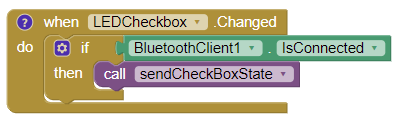 ? when LEDCheckbox .Changed
do if BluetoothClient1 . IsConnected
then call sendCheckBoxState